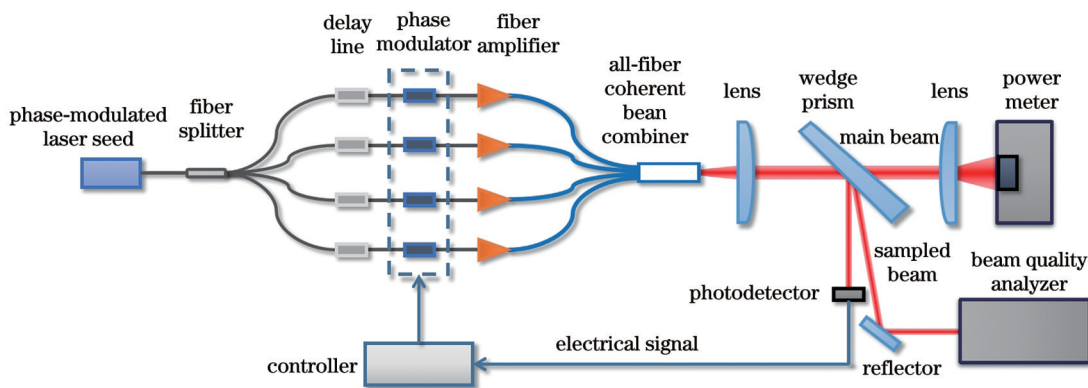 delay
line
phase
modulator
fiber
amplifier
all-fiber
coherent
bean
combiner
lens
wedge
prism
lens
power
meter
phase-modulated
laser seed
fiber
splitter
main beam
sampled
beam
beam quality
analyzer
photodetector
controller
electrical signal
reflector